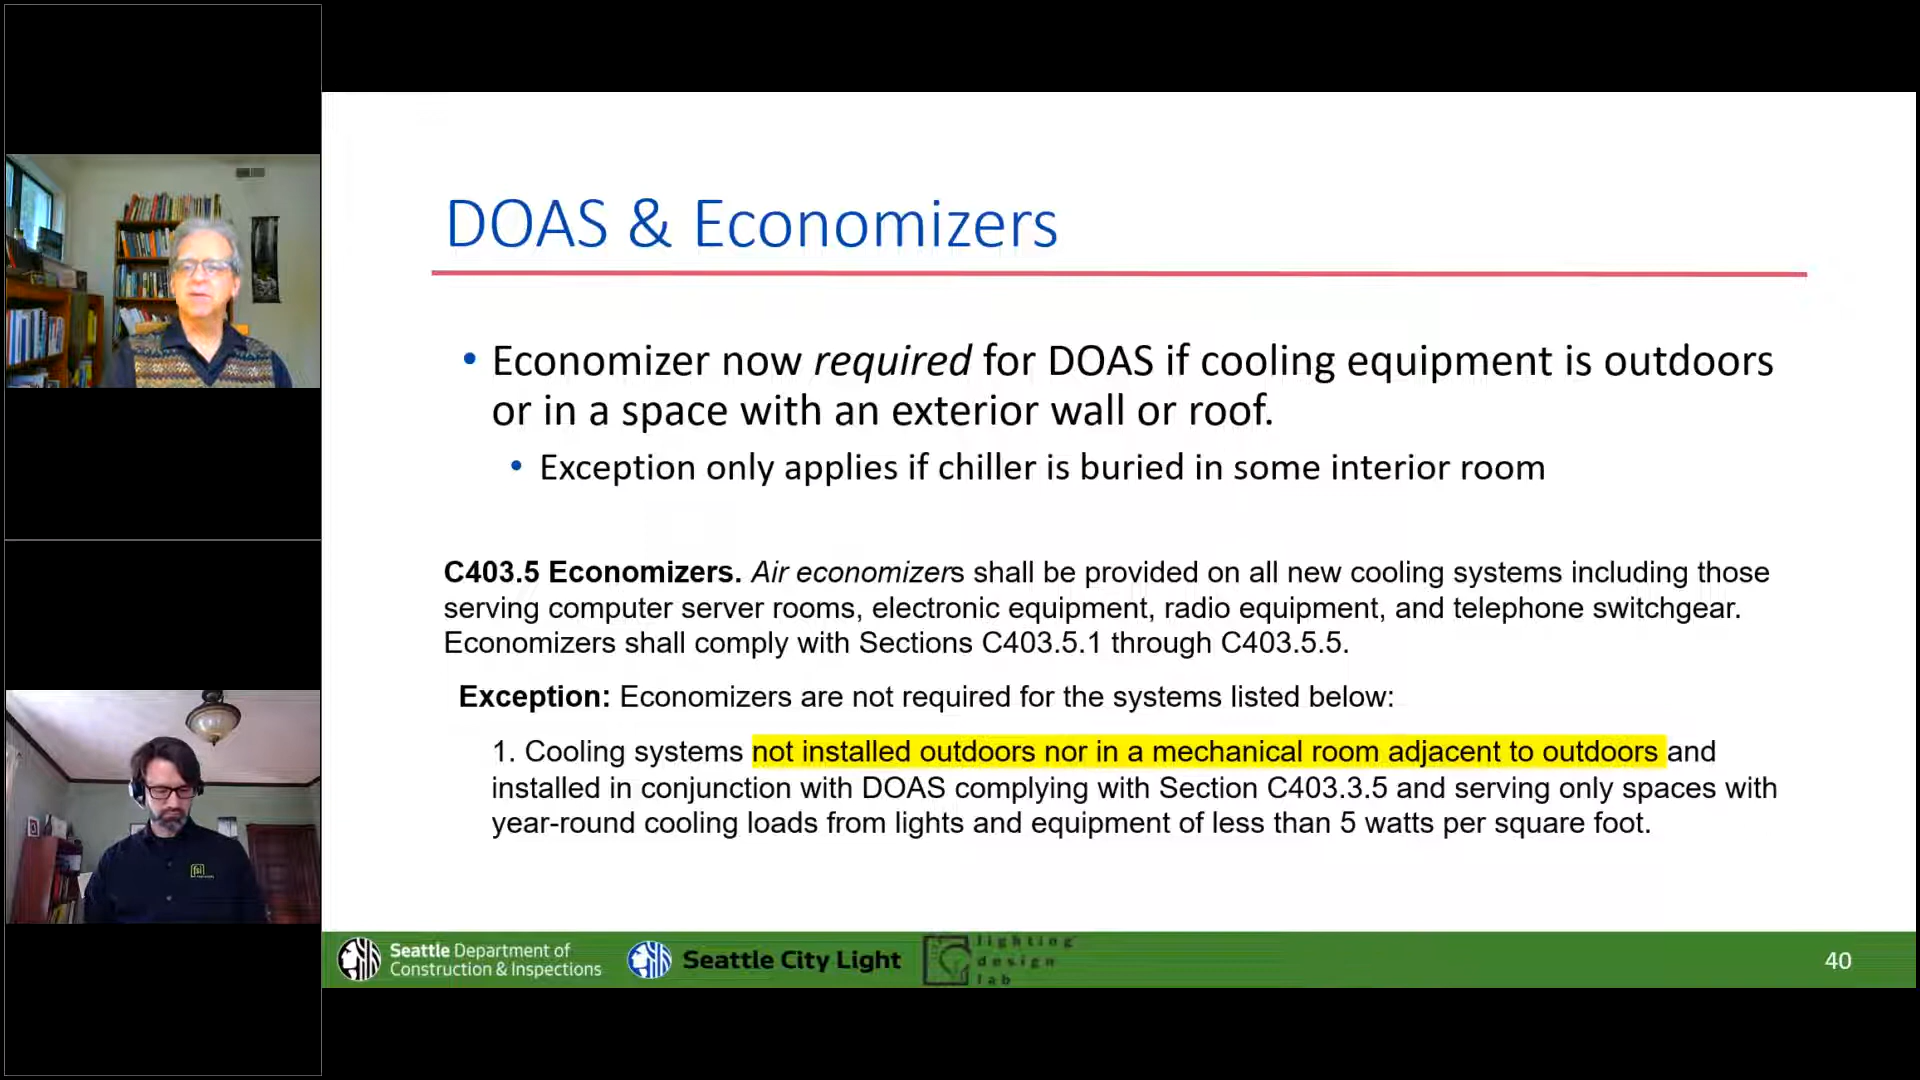 DOAS & Economizers
• Economizer now required for DOAS if cooling equipment is outdoors
or in a space with an exterior wall or roof.
• Exception only applies if chiller is buried in some interior room
C403.5 Economizers. Air economizers shall be provided on all new cooling systems including those
serving computer server rooms, electronic equipment, radio equipment, and telephone switchgear.
Economizers shall comply with Sections C403.5.1 through C403.5.5.
Exception: Economizers are not required for the systems listed below:
1. Cooling systems not installed outdoors nor in a mechanical room adjacent to outdoors and
installed in conjunction with DOAS complying with Section C403.3.5 and serving only spaces with
year-round cooling loads from lights and equipment of less than 5 watts per square foot.
Seattle Department of
Construction & Inspections
Seattle City Light
lighting
design
lab
40